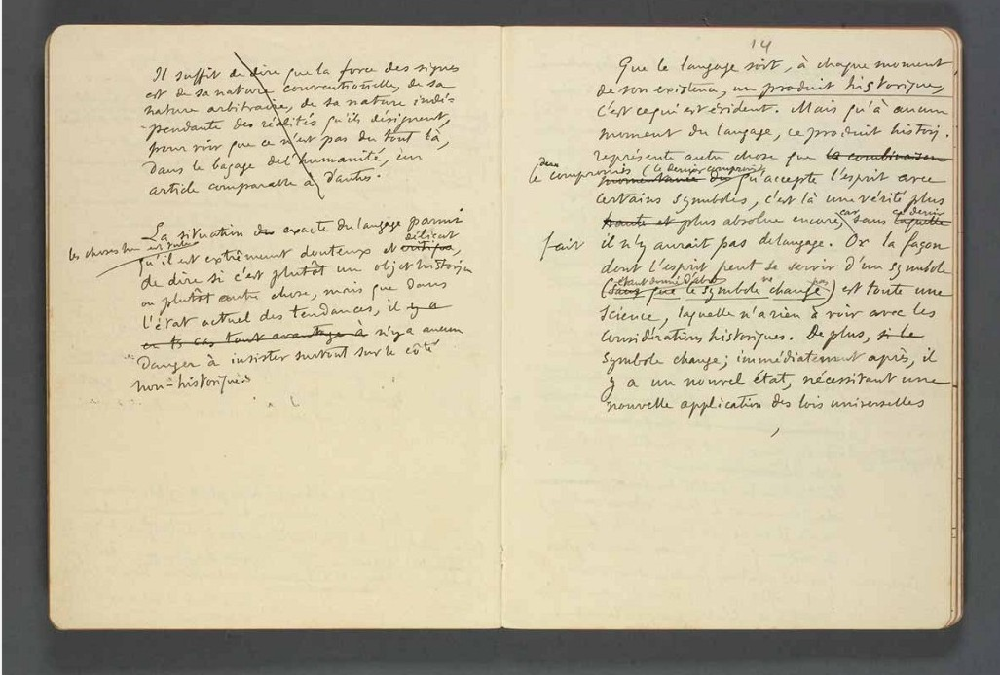 Il suffit de dire que la force des signes
est de sa nature conventionelle, de sa
nature arbitraire, de sa nature indé-
pendante des réalités qu'ils désignent,
pour voir que ce n'est pas du tout là,
dans le bagage de l'humanité, un
article comparable à d'autres.
La situation exacte du langage parmi
les choses humaines est telle
délicat
qu'il est extrêmement douteux et critique,
de dire si c'est plutôt un objet historique
ou plutôt autre chose, mais que dans
l'état actuel des tendances, il y a
en ts cas tout avantage à n'y a aucun
Danger à insister surtout sur le côté
non-historique.
14
Que le langage soit, à chaque moment
de son existence, un produit historique,
c'est ce qui est évident. Mais qu'à aucun
moment du langage, ce produit histori.
représente autre chose que la combinaison
le compromis (le dernier compromis)
momentanée du qu'accepte l'esprit avec
certains symboles, c'est là une vérité plus
car ce dernier
haute et plus absolue encore, sans laquelle
fait il n'y aurait pas de langage. Or la façon
dont l'esprit peut se servir d'un symbole
(étant donné d'abord ne pas
(sans que le symbole change) est toute une
Science, laquelle n'a rien à voir avec les
Considérations historiques. De plus, si le
Symbole change; immédiatement après, il
y a un nouvel état, nécessitant une
nouvelle application des lois universelles